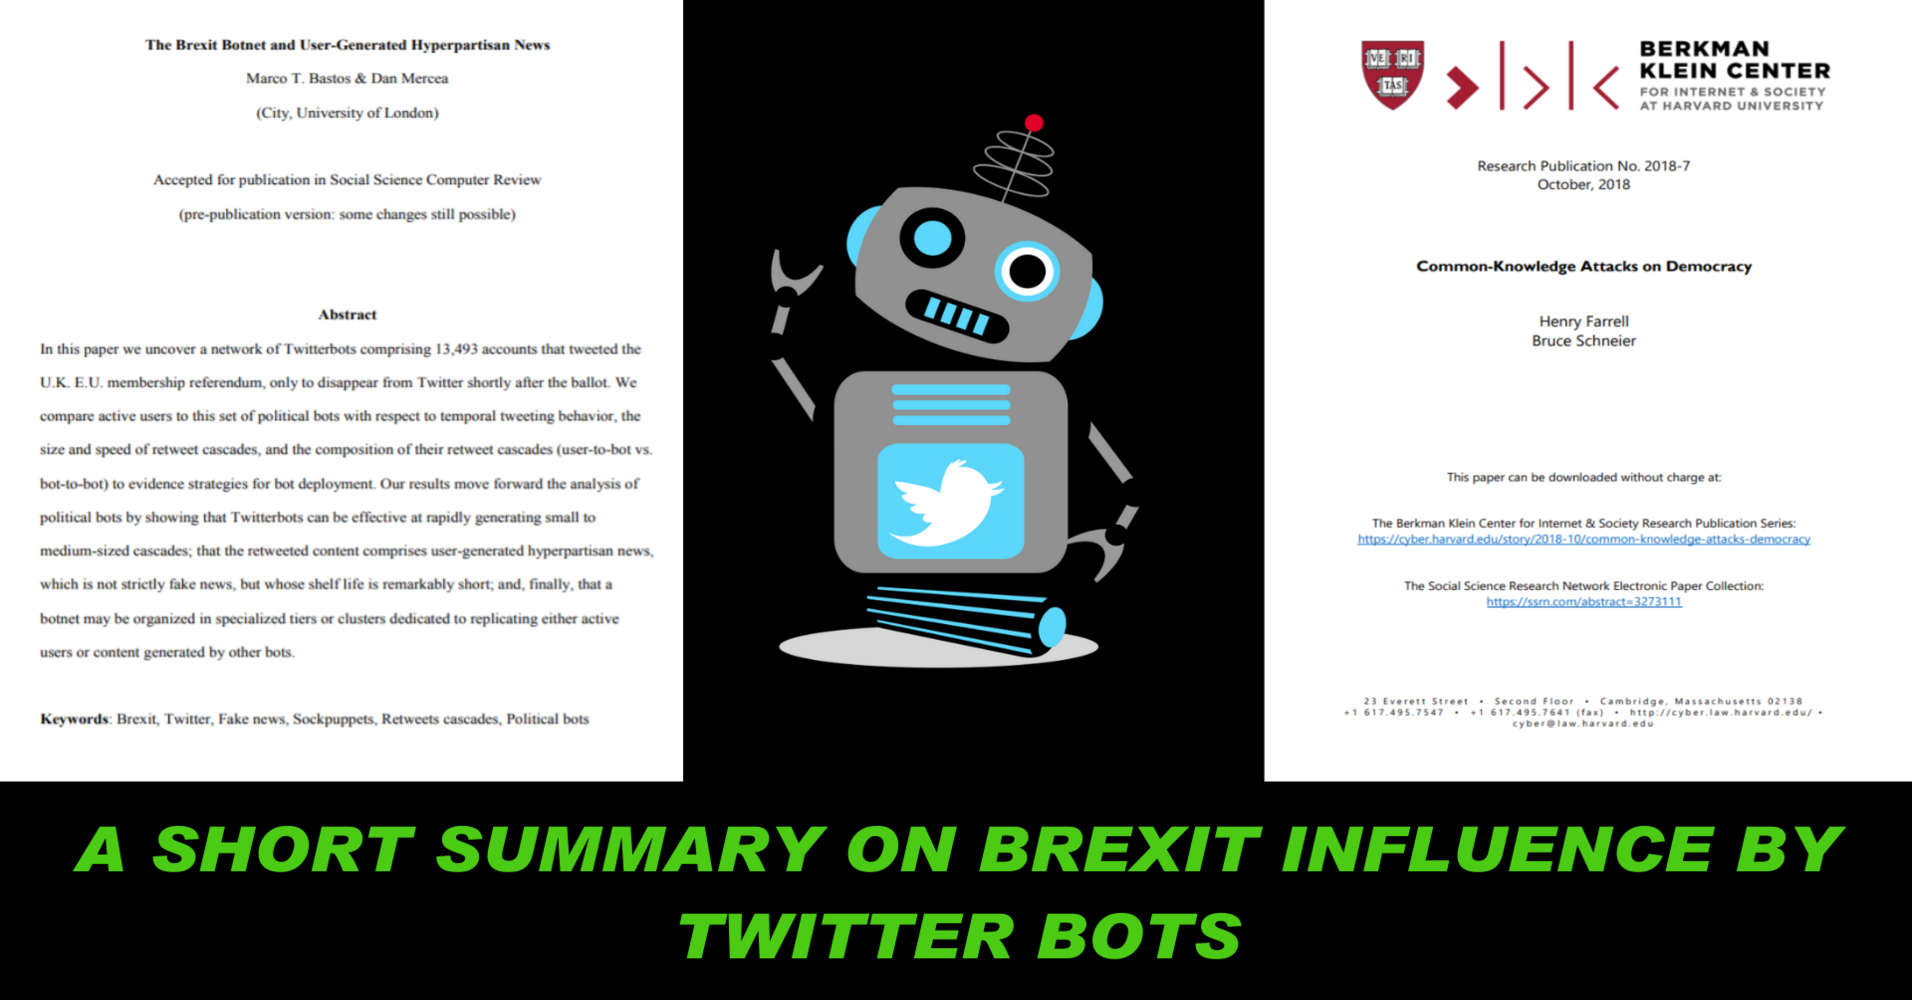 The Brexit Botnet and User-Generated Hyperpartisan News
Marco T. Bastos & Dan Mercea
(City, University of London)
Accepted for publication in Social Science Computer Review
(pre-publication version: some changes still possible)
Abstract
In this paper we uncover a network of Twitterbots comprising 13,493 accounts that tweeted the
U.K. E.U. membership referendum, only to disappear from Twitter shortly after the ballot. We
compare active users to this set of political bots with respect to temporal tweeting behavior, the
size and speed of retweet cascades, and the composition of their retweet cascades (user-to-bot vs.
bot-to-bot) to evidence strategies for bot deployment. Our results move forward the analysis of
political bots by showing that Twitterbots can be effective at rapidly generating small to
medium-sized cascades; that the retweeted content comprises user-generated hyperpartisan news,
which is not strictly fake news, but whose shelf life is remarkably short; and, finally, that a
botnet may be organized in specialized tiers or clusters dedicated to replicating either active
users or content generated by other bots.
Keywords: Brexit, Twitter, Fake news, Sockpuppets, Retweets cascades, Political bots
VE RI
TAS
BERKMAN
KLEIN CENTER
FOR INTERNET & SOCIETY
AT HARVARD UNIVERSITY
Research Publication No. 2018-7
October, 2018
Common-Knowledge Attacks on Democracy
Henry Farrell
Bruce Schneier
This paper can be downloaded without charge at:
The Berkman Klein Center for Internet & Society Research Publication Series:
https://cyber.harvard.edu/story/2018-10/common-knowledge-attacks-democracy
The Social Science Research Network Electronic Paper Collection:
https://ssrn.com/abstract=3273111
23 Everett Street • Second Floor • Cambridge, Massachusetts 02138
+1 617.495.7547 • +1 617.495.7641 (fax) • http://cyber.law.harvard.edu/ •
cyber@law.harvard.edu
A SHORT SUMMARY ON BREXIT INFLUENCE BY
TWITTER BOTS